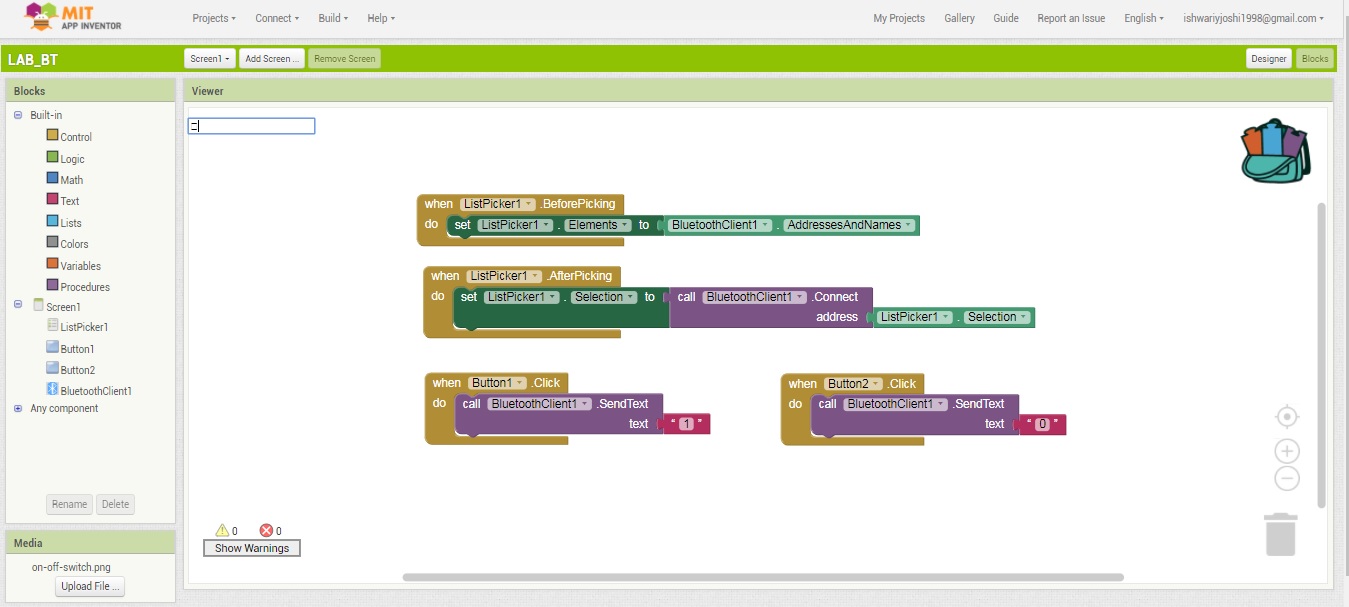 MIT
APP INVENTOR
Projects Connect Build Help
My Projects Gallery Guide Report an Issue English ishwariyjoshi1998@gmail.com
LAB_BT
Screen1 Add Screen ... Remove Screen
Designer Blocks
Blocks
Built-in
Control
Logic
Math
Text
Lists
Colors
Variables
Procedures
Screen1
ListPicker1
Button1
Button2
BluetoothClient1
Any component
Rename Delete
Media
on-off-switch.png
Upload File ...
Viewer
when ListPicker1 .BeforePicking
do set ListPicker1 . Elements to BluetoothClient1 . AddressesAndNames
when ListPicker1 .AfterPicking
do set ListPicker1 . Selection to call BluetoothClient1 .Connect
address ListPicker1 . Selection
when Button1 .Click
do call BluetoothClient1 .SendText
text “ 1 ”
when Button2 .Click
do call BluetoothClient1 .SendText
text “ 0 ”
0 0
Show Warnings